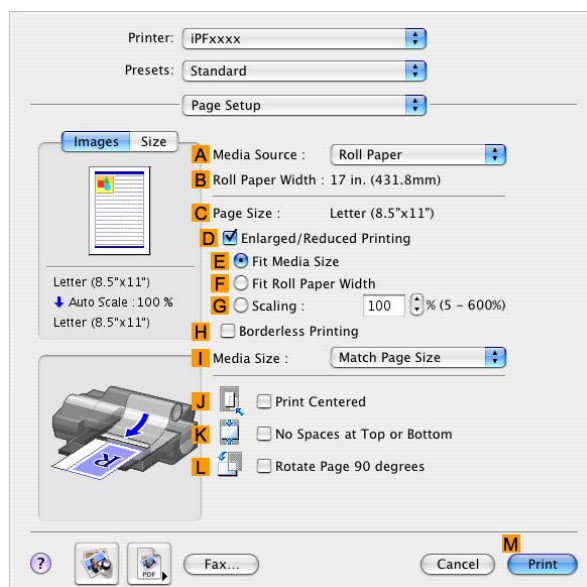 Printer: iPFxxxx
Presets: Standard
Page Setup
Images Size
Letter (8.5"x11")
Auto Scale :100 %
Letter (8.5"x11")
A Media Source : Roll Paper
B Roll Paper Width : 17 in. (431.8mm)
C Page Size : Letter (8.5"x11")
D Enlarged/Reduced Printing
E Fit Media Size
F Fit Roll Paper Width
G Scaling : 100 % (5 - 600%)
H Borderless Printing
I Media Size : Match Page Size
J Print Centered
K No Spaces at Top or Bottom
L Rotate Page 90 degrees
R
M
? PDF Fax... Cancel Print